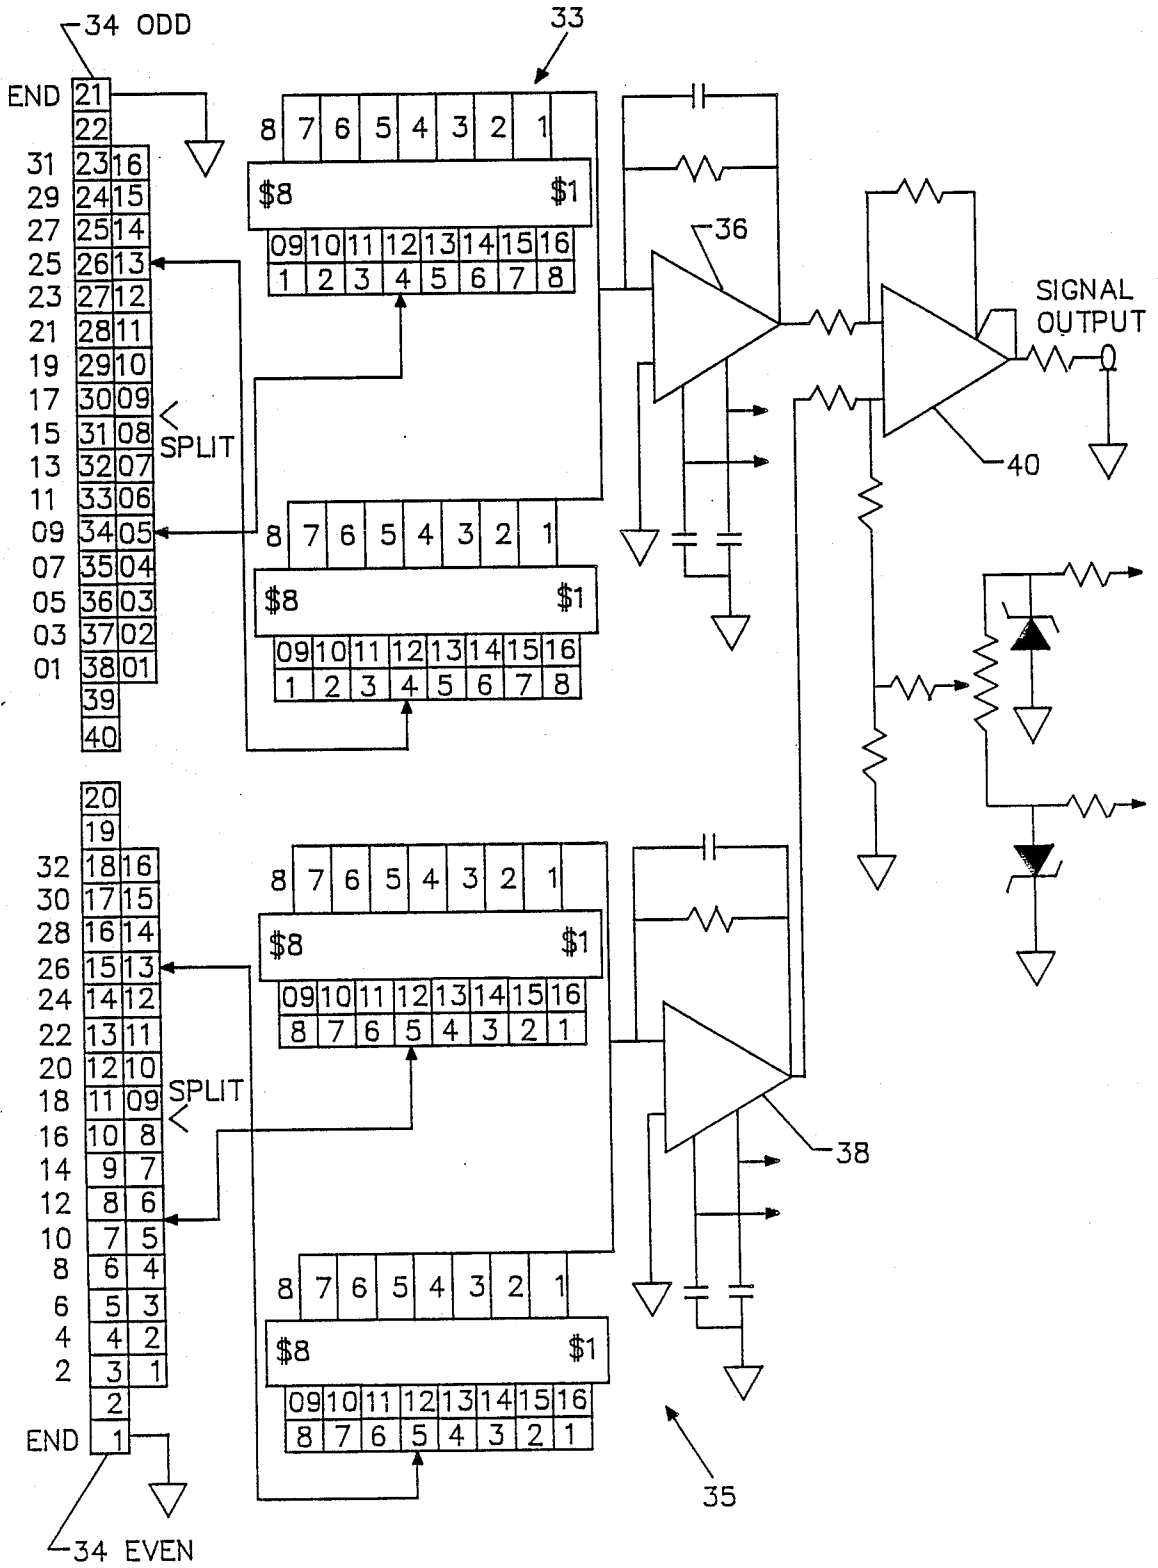 34 ODD
33
END 21
22
31 23 16
29 24 15
27 25 14
25 26 13
23 27 12
21 28 11
19 29 10
17 30 09
15 31 08
13 32 07
11 33 06
09 34 05
07 35 04
05 36 03
03 37 02
01 38 01
39
40
SPLIT
8 7 6 5 4 3 2 1
$8 $1
09 10 11 12 13 14 15 16
1 2 3 4 5 6 7 8
8 7 6 5 4 3 2 1
$8 $1
09 10 11 12 13 14 15 16
1 2 3 4 5 6 7 8
36
SIGNAL
OUTPUT
40
20
19
32 18 16
30 17 15
28 16 14
26 15 13
24 14 12
22 13 11
20 12 10
18 11 09
16 10 8
14 9 7
12 8 6
10 7 5
8 6 4
6 5 3
4 4 2
2 3 1
2
END 1
SPLIT
8 7 6 5 4 3 2 1
$8 $1
09 10 11 12 13 14 15 16
8 7 6 5 4 3 2 1
8 7 6 5 4 3 2 1
$8 $1
09 10 11 12 13 14 15 16
8 7 6 5 4 3 2 1
38
35
34 EVEN